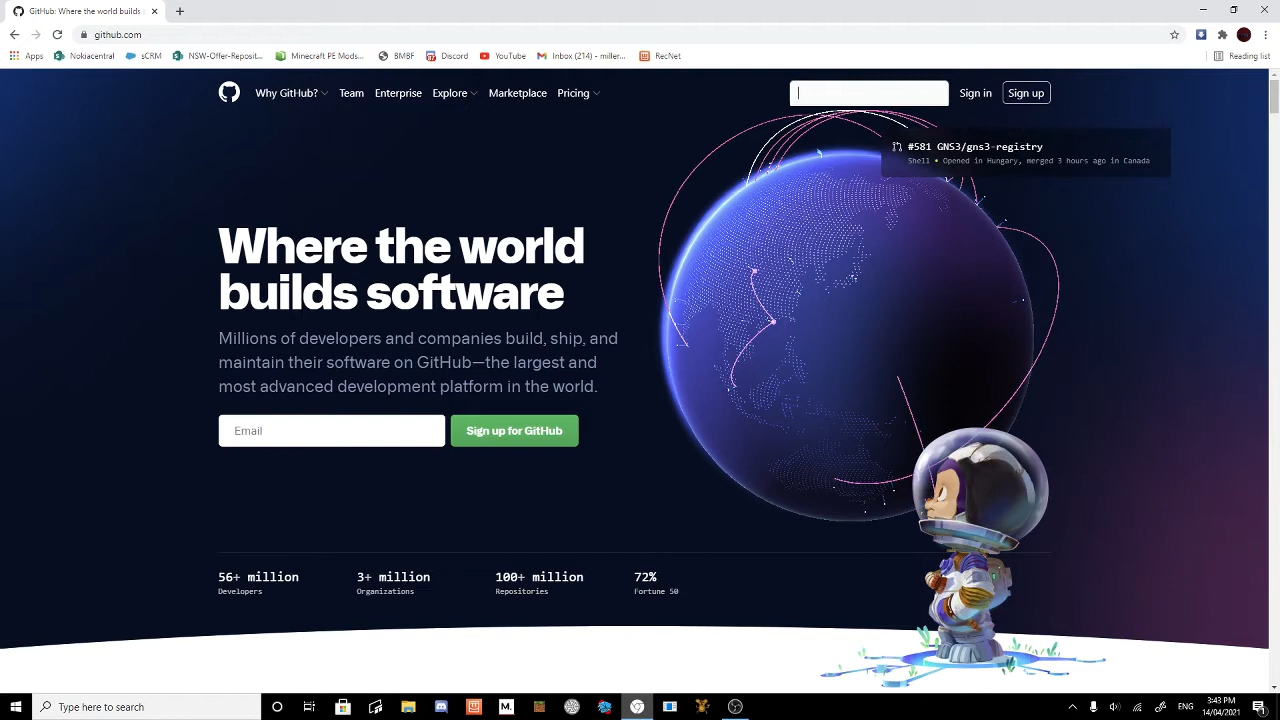 GitHub: Where the world builds
github.com
Apps
Nokiacentral
sCRM
NSW-Offer-Reposit...
Minecraft PE Mods...
BMBF
Discord
YouTube
Inbox (214) - miller...
RecNet
Reading list
Why GitHub?
Team
Enterprise
Explore
Marketplace
Pricing
Sign in
Sign up
#581 GNS3/gns3-registry
Shell • Opened in Hungary, merged 3 hours ago in Canada
Where the world
builds software
Millions of developers and companies build, ship, and
maintain their software on GitHub—the largest and
most advanced development platform in the world.
Email
Sign up for GitHub
56+ million
Developers
3+ million
Organizations
100+ million
Repositories
72%
Fortune 50
Type here to search
M.
ENG
3:43 PM
14/04/2021